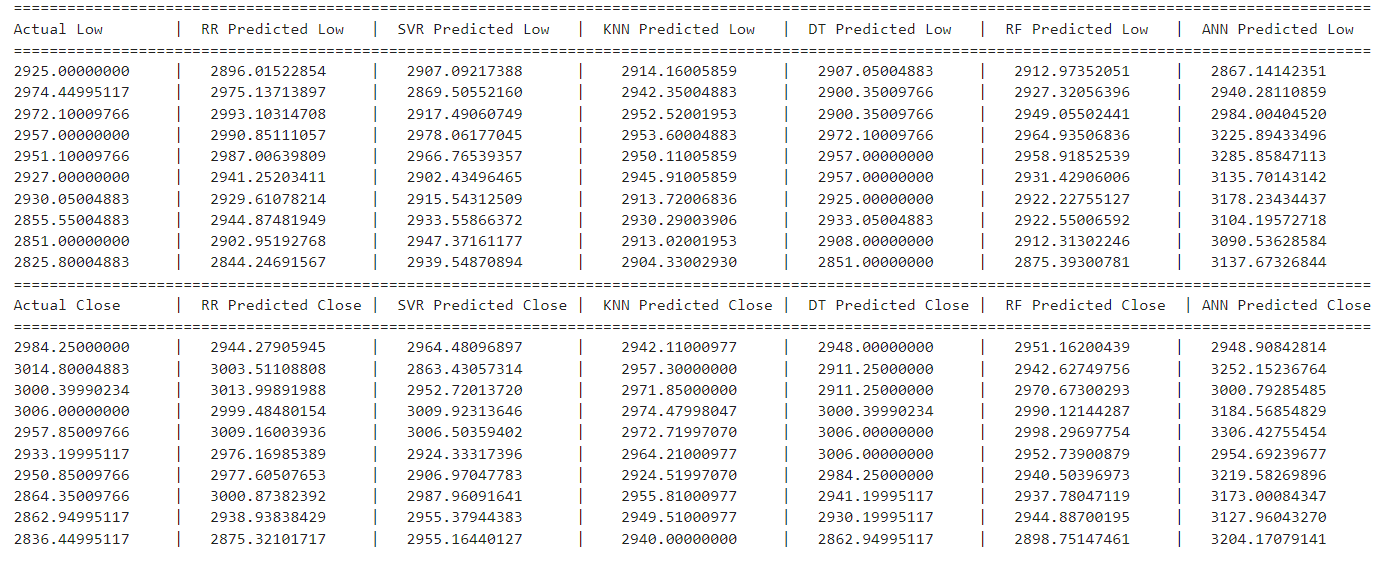 =====================================================================================================================================================
Actual Low | RR Predicted Low | SVR Predicted Low | KNN Predicted Low | DT Predicted Low | RF Predicted Low | ANN Predicted Low
=====================================================================================================================================================
2925.00000000 | 2896.01522854 | 2907.09217388 | 2914.16005859 | 2907.05004883 | 2912.97352051 | 2867.14142351
2974.44995117 | 2975.13713897 | 2869.50552160 | 2942.35004883 | 2900.35009766 | 2927.32056396 | 2940.28110859
2972.10009766 | 2993.10314708 | 2917.49060749 | 2952.52001953 | 2900.35009766 | 2949.05502441 | 2984.00404520
2957.00000000 | 2990.85111057 | 2978.06177045 | 2953.60004883 | 2972.10009766 | 2964.93506836 | 3225.89433496
2951.10009766 | 2987.00639809 | 2966.76539357 | 2950.11005859 | 2957.00000000 | 2958.91852539 | 3285.85847113
2927.00000000 | 2941.25203411 | 2902.43496465 | 2945.91005859 | 2957.00000000 | 2931.42906006 | 3135.70143142
2930.05004883 | 2929.61078214 | 2915.54312509 | 2913.72006836 | 2925.00000000 | 2922.22755127 | 3178.23434437
2855.55004883 | 2944.87481949 | 2933.55866372 | 2930.29003906 | 2933.05004883 | 2922.55006592 | 3104.19572718
2851.00000000 | 2902.95192768 | 2947.37161177 | 2913.02001953 | 2908.00000000 | 2912.31302246 | 3090.53628584
2825.80004883 | 2844.24691567 | 2939.54870894 | 2904.33002930 | 2851.00000000 | 2875.39300781 | 3137.67326844
=====================================================================================================================================================
Actual Close | RR Predicted Close | SVR Predicted Close | KNN Predicted Close | DT Predicted Close | RF Predicted Close | ANN Predicted Close
=====================================================================================================================================================
2984.25000000 | 2944.27905945 | 2964.48096897 | 2942.11000977 | 2948.00000000 | 2951.16200439 | 2948.90842814
3014.80004883 | 3003.51108808 | 2863.43057314 | 2957.30000000 | 2911.25000000 | 2942.62749756 | 3252.15236764
3000.39990234 | 3013.99891988 | 2952.72013720 | 2971.85000000 | 2911.25000000 | 2970.67300293 | 3000.79285485
3006.00000000 | 2999.48480154 | 3009.92313646 | 2974.47998047 | 3000.39990234 | 2990.12144287 | 3184.56854829
2957.85009766 | 3009.16003936 | 3006.50359402 | 2972.71997070 | 3006.00000000 | 2998.29697754 | 3306.42755454
2933.19995117 | 2976.16985389 | 2924.33317396 | 2964.21000977 | 3006.00000000 | 2952.73900879 | 2954.69239677
2950.85009766 | 2977.60507653 | 2906.97047783 | 2924.51997070 | 2984.25000000 | 2940.50396973 | 3219.58269896
2864.35009766 | 3000.87382392 | 2987.96091641 | 2955.81000977 | 2941.19995117 | 2937.78047119 | 3173.00084347
2862.94995117 | 2938.93838429 | 2955.37944383 | 2949.51000977 | 2930.19995117 | 2944.88700195 | 3127.96043270
2836.44995117 | 2875.32101717 | 2955.16440127 | 2940.00000000 | 2862.94995117 | 2898.75147461 | 3204.17079141